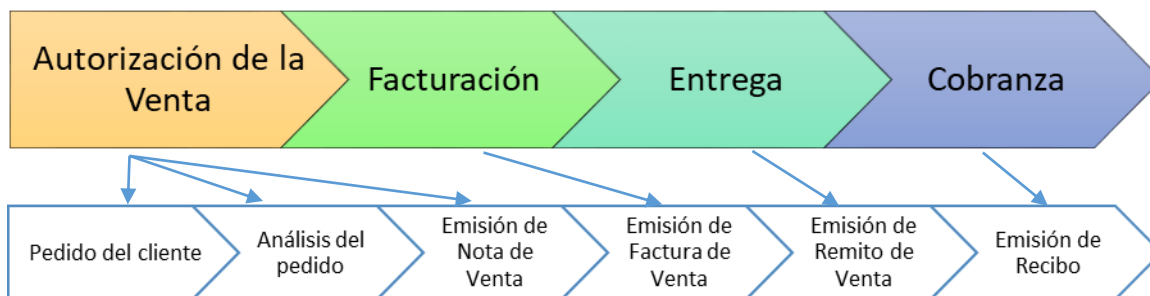 Autorización de la
Venta
Facturación
Entrega
Cobranza
Pedido del cliente
Análisis del
pedido
Emisión de
Nota de
Venta
Emisión de
Factura de
Venta
Emisión de
Remito de
Venta
Emisión de
Recibo